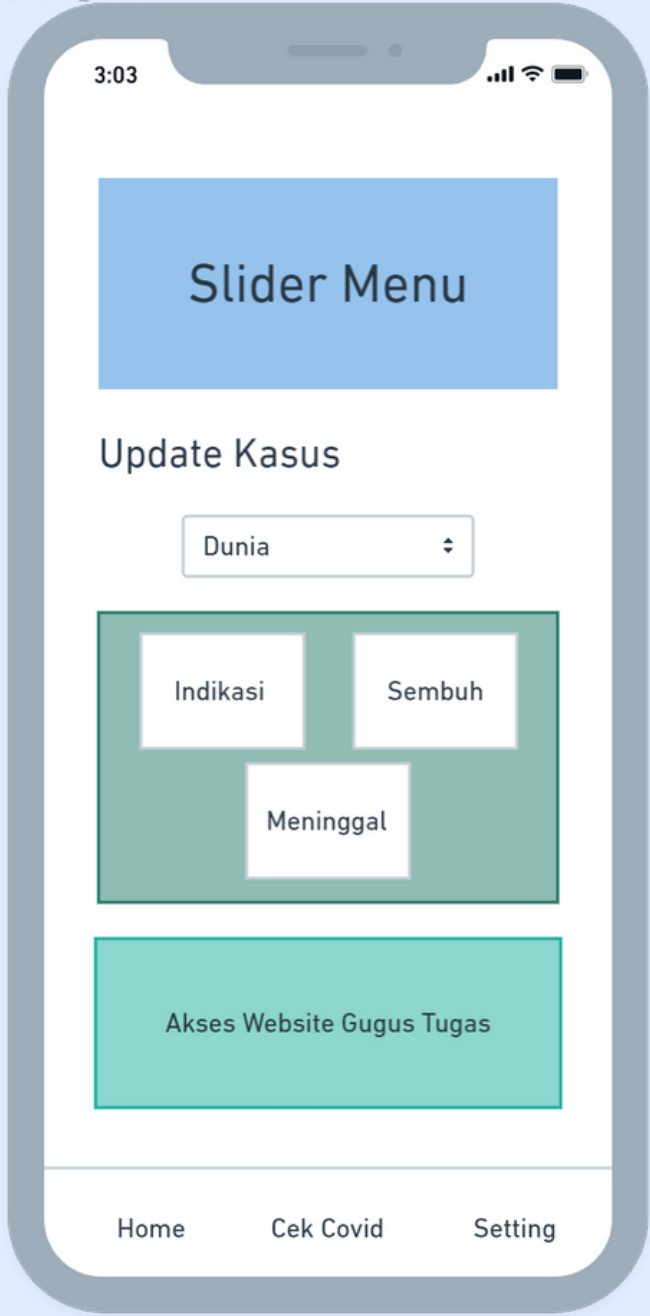 3:03
Slider Menu
Update Kasus
Dunia
Indikasi Sembuh
Meninggal
Akses Website Gugus Tugas
Home Cek Covid Setting